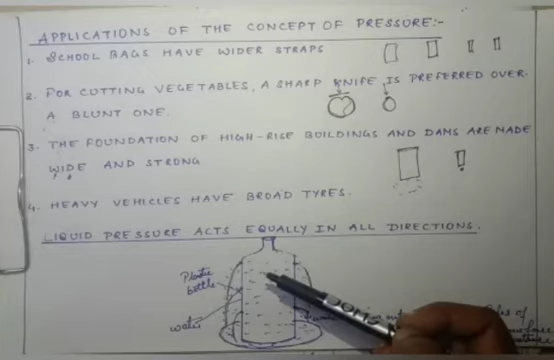 APPLICATIONS OF THE CONCEPT OF PRESSURE:-
1. SCHOOL BAGS HAVE WIDER STRAPS
2. FOR CUTTING VEGETABLES, A SHARP KNIFE IS PREFERRED OVER
A BLUNT ONE.
3. THE FOUNDATION OF HIGH-RISE BUILDINGS AND DAMS ARE MADE
WIDE AND STRONG
4. HEAVY VEHICLES HAVE BROAD TYRES.
LIQUID PRESSURE ACTS EQUALLY IN ALL DIRECTIONS.
Plastic
bottle
water